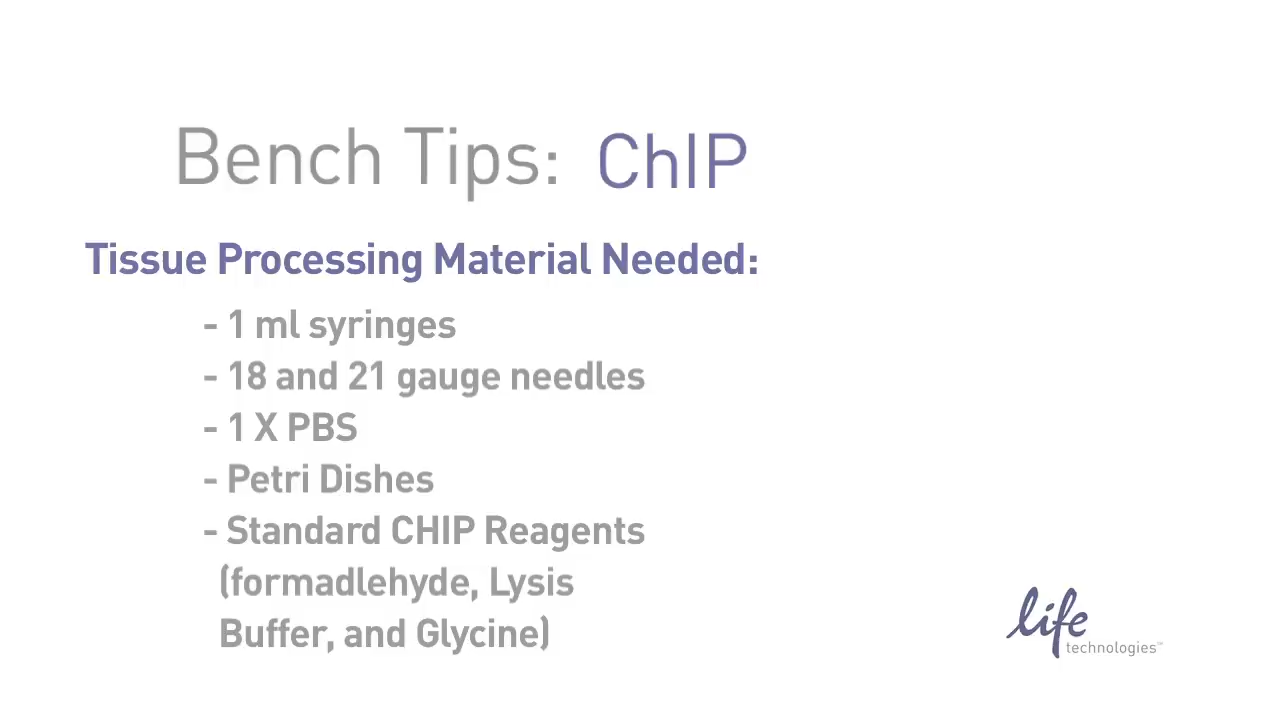 Bench Tips: ChIP
Tissue Processing Material Needed:
- 1 ml syringes
- 18 and 21 gauge needles
- 1 X PBS
- Petri Dishes
- Standard CHIP Reagents
(formadlehyde, Lysis
Buffer, and Glycine)
life
technologies™